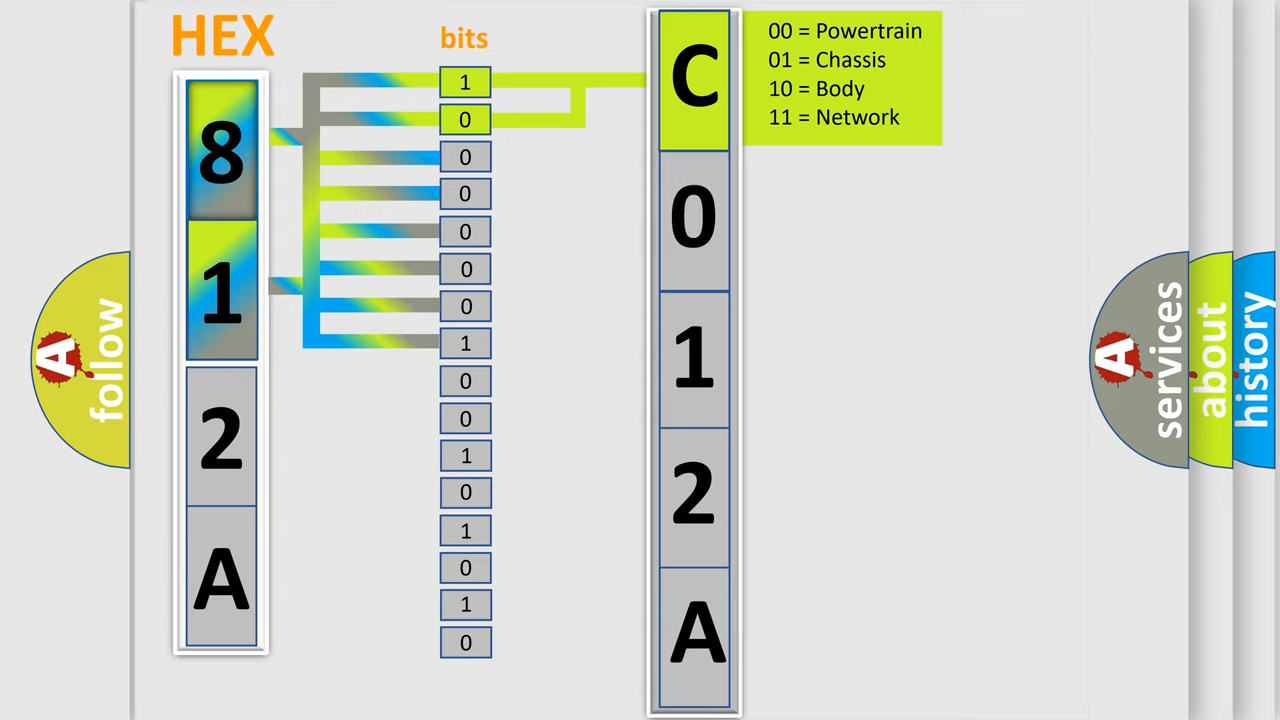 HEX
bits
8
1
2
A
1
0
0
0
0
0
0
1
0
0
1
0
1
0
1
0
C
0
1
2
A
00 = Powertrain
01 = Chassis
10 = Body
11 = Network
A
follow
A
services
about
history